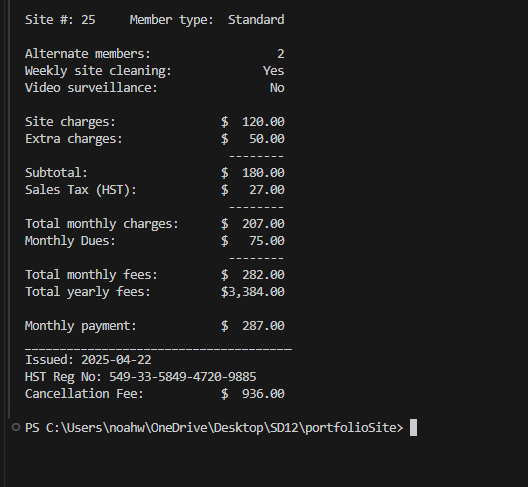 Site #: 25     Member type:  Standard
Alternate members:                  2
Weekly site cleaning:             Yes
Video surveillance:                No
Site charges:               $  120.00
Extra charges:              $   50.00
--------
Subtotal:                   $  180.00
Sales Tax (HST):            $   27.00
--------
Total monthly charges:      $  207.00
Monthly Dues:               $   75.00
--------
Total monthly fees:         $  282.00
Total yearly fees:          $3,384.00
Monthly payment:            $  287.00
______________________________________
Issued: 2025-04-22
HST Reg No: 549-33-5849-4720-9885
Cancellation Fee:           $  936.00
PS C:\Users\noahw\OneDrive\Desktop\SD12\portfolioSite>